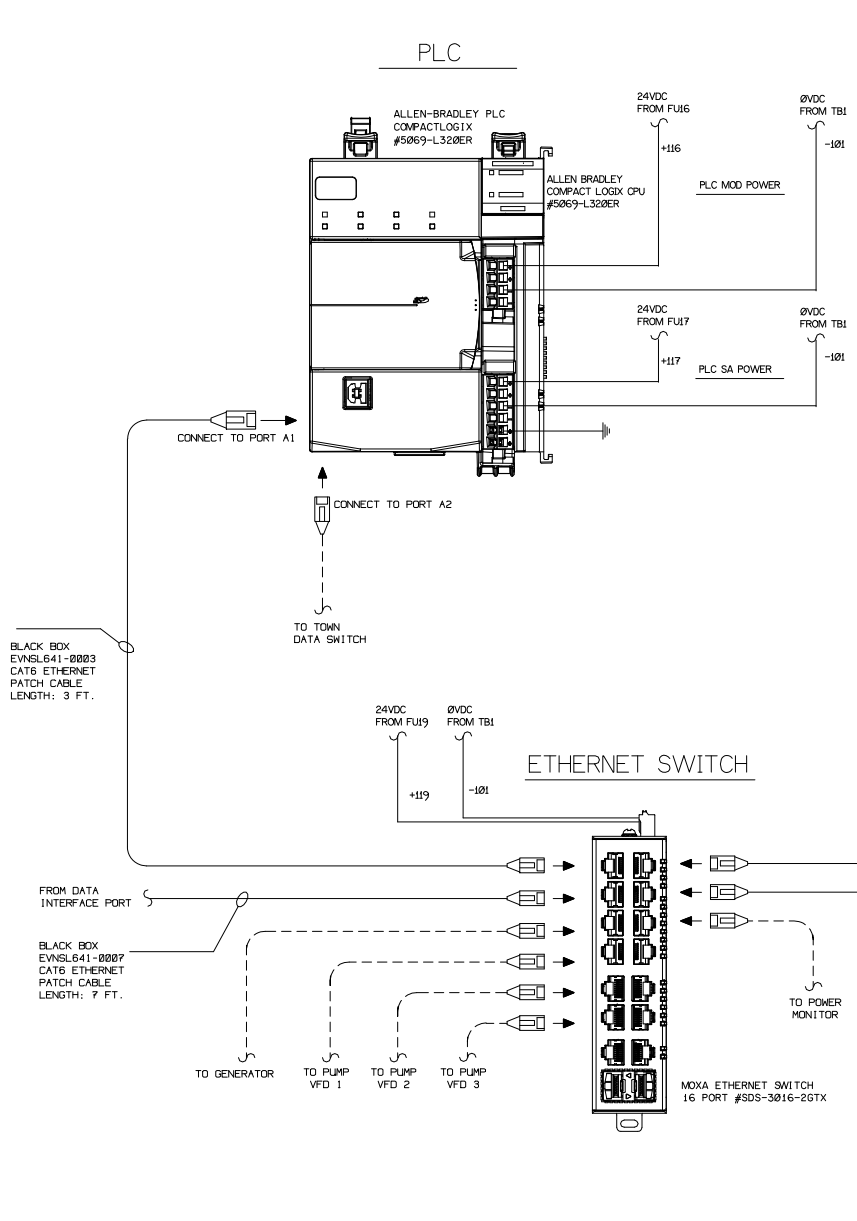 PLC
ALLEN-BRADLEY PLC
COMPACTLOGIX
#5069-L320ER
24VDC
FROM FU16
+116
ØVDC
FROM TB1
-101
ALLEN BRADLEY
COMPACT LOGIX CPU
#5069-L320ER
PLC MOD POWER
24VDC
FROM FU17
+117
ØVDC
FROM TB1
-101
PLC SA POWER
CONNECT TO PORT A1
CONNECT TO PORT A2
TO TOWN
DATA SWITCH
BLACK BOX
EVNSL641-0003
CAT6 ETHERNET
PATCH CABLE
LENGTH: 3 FT.
24VDC
FROM FU19
+119
ØVDC
FROM TB1
-101
ETHERNET SWITCH
FROM DATA
INTERFACE PORT
BLACK BOX
EVNSL641-0007
CAT6 ETHERNET
PATCH CABLE
LENGTH: 7 FT.
TO GENERATOR
TO PUMP
VFD 1
TO PUMP
VFD 2
TO PUMP
VFD 3
TO POWER
MONITOR
MOXA ETHERNET SWITCH
16 PORT #SDS-3016-2GTX